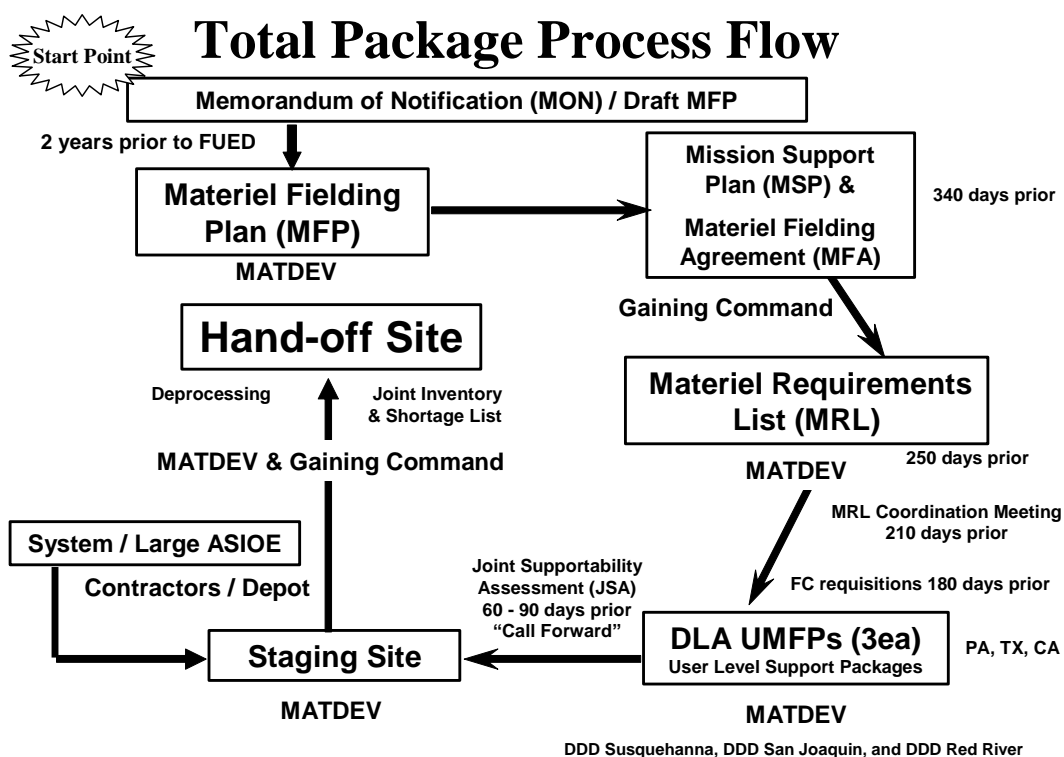 Start Point
Total Package Process Flow
Memorandum of Notification (MON) / Draft MFP
2 years prior to FUED
Materiel Fielding
Plan (MFP)
MATDEV
Mission Support
Plan (MSP) &
Materiel Fielding
Agreement (MFA)
340 days prior
Gaining Command
Hand-off Site
Deprocessing
Joint Inventory
& Shortage List
MATDEV & Gaining Command
Materiel Requirements
List (MRL)
MATDEV
250 days prior
MRL Coordination Meeting
210 days prior
FC requisitions 180 days prior
System / Large ASIOE
Contractors / Depot
Joint Supportability
Assessment (JSA)
60 - 90 days prior
“Call Forward”
Staging Site
MATDEV
DLA UMFPs (3ea)
User Level Support Packages
PA, TX, CA
MATDEV
DDD Susquehanna, DDD San Joaquin, and DDD Red River